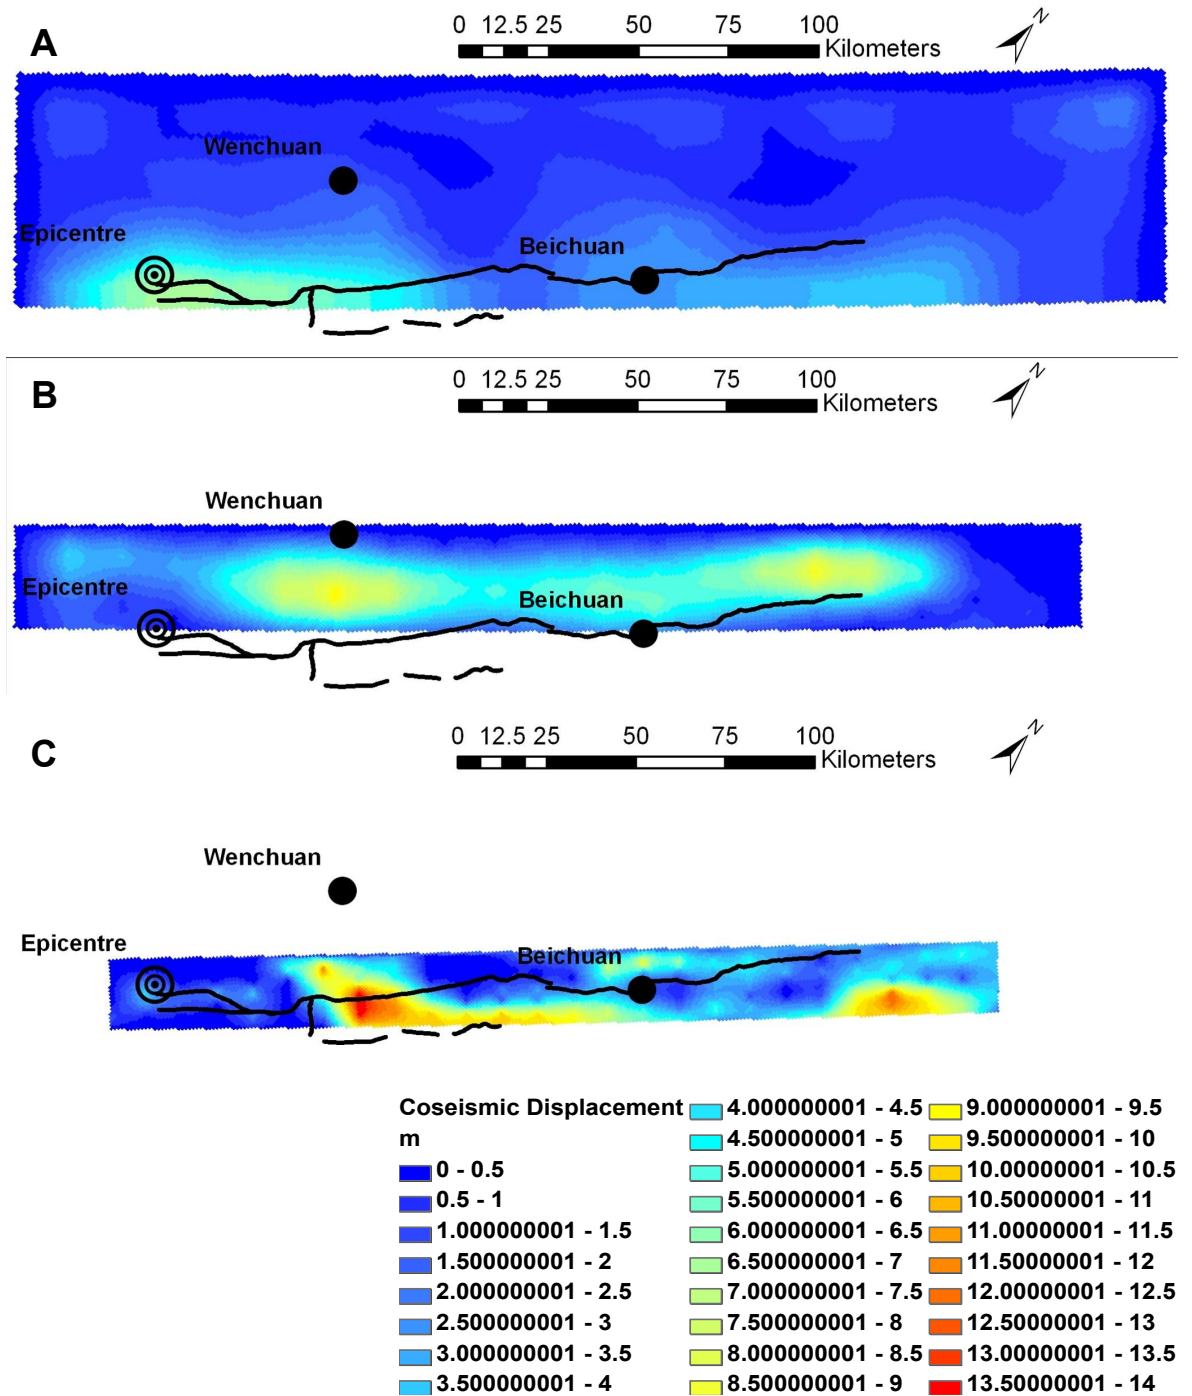 A
0 12.5 25 50 75 100
Kilometers
N
Wenchuan
Epicentre
Beichuan
B
0 12.5 25 50 75 100
Kilometers
N
Wenchuan
Epicentre
Beichuan
C
0 12.5 25 50 75 100
Kilometers
N
Wenchuan
Epicentre
Beichuan
Coseismic Displacement
m
0 - 0.5
0.5 - 1
1.000000001 - 1.5
1.500000001 - 2
2.000000001 - 2.5
2.500000001 - 3
3.000000001 - 3.5
3.500000001 - 4
4.000000001 - 4.5
4.500000001 - 5
5.000000001 - 5.5
5.500000001 - 6
6.000000001 - 6.5
6.500000001 - 7
7.000000001 - 7.5
7.500000001 - 8
8.000000001 - 8.5
8.500000001 - 9
9.000000001 - 9.5
9.500000001 - 10
10.00000001 - 10.5
10.50000001 - 11
11.00000001 - 11.5
11.50000001 - 12
12.00000001 - 12.5
12.50000001 - 13
13.00000001 - 13.5
13.50000001 - 14